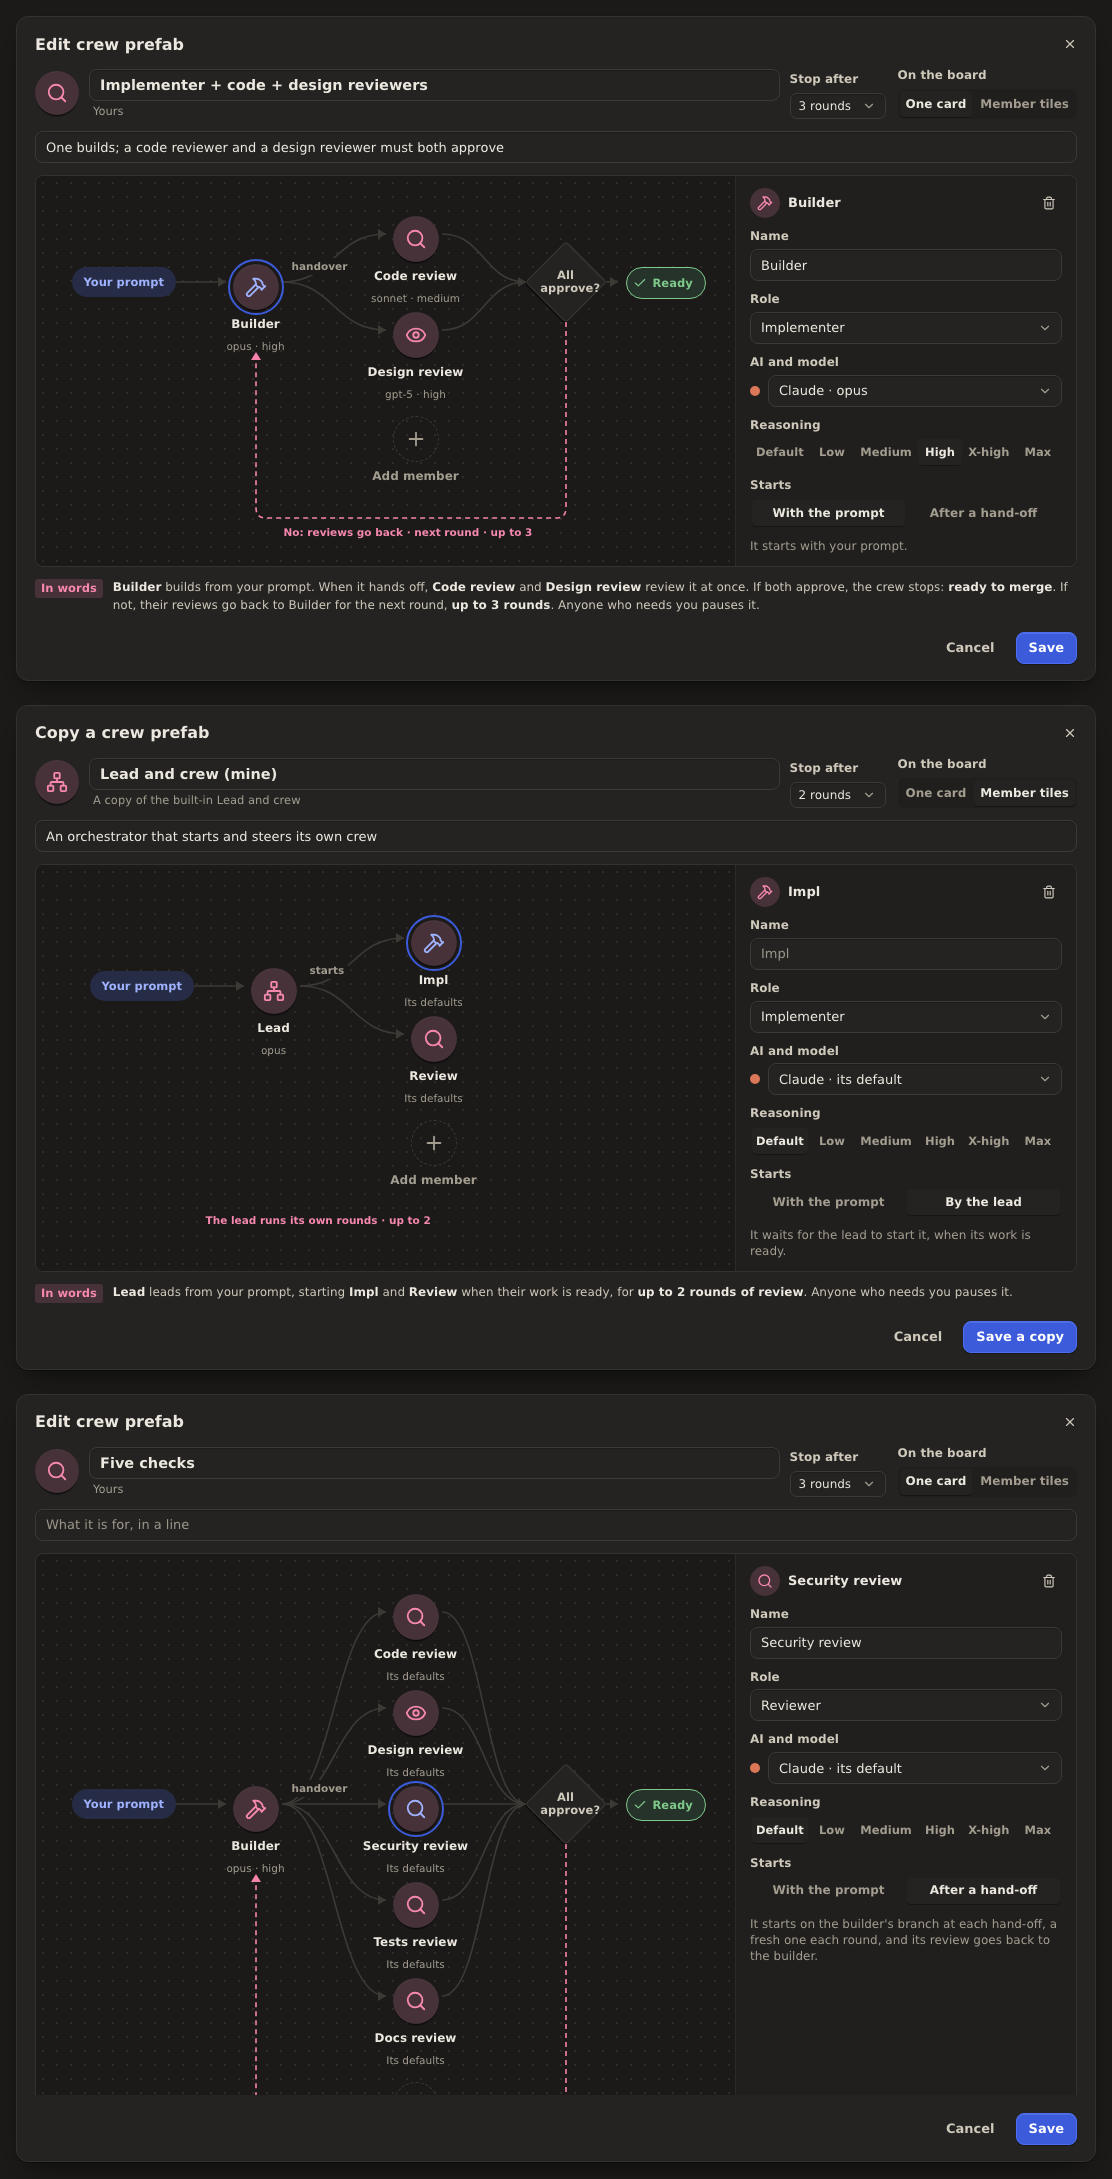 Edit crew prefab
Implementer + code + design reviewers
Yours
Stop after
3 rounds
On the board
One card
Member tiles
One builds; a code reviewer and a design reviewer must both approve
Your prompt
Builder
opus · high
handover
Code review
sonnet · medium
Design review
gpt-5 · high
Add member
All
approve?
Ready
No: reviews go back · next round · up to 3
Builder
Name
Builder
Role
Implementer
AI and model
Claude · opus
Reasoning
Default Low Medium High X-high Max
Starts
With the prompt
After a hand-off
It starts with your prompt.
In words
Builder builds from your prompt. When it hands off, Code review and Design review review it at once. If both approve, the crew stops: ready to merge. If
not, their reviews go back to Builder for the next round, up to 3 rounds. Anyone who needs you pauses it.
Cancel
Save
Copy a crew prefab
Lead and crew (mine)
A copy of the built-in Lead and crew
Stop after
2 rounds
On the board
One card
Member tiles
An orchestrator that starts and steers its own crew
Your prompt
Lead
opus
starts
Impl
Its defaults
Review
Its defaults
Add member
The lead runs its own rounds · up to 2
Impl
Name
Impl
Role
Implementer
AI and model
Claude · its default
Reasoning
Default Low Medium High X-high Max
Starts
With the prompt
By the lead
It waits for the lead to start it, when its work is
ready.
In words
Lead leads from your prompt, starting Impl and Review when their work is ready, for up to 2 rounds of review. Anyone who needs you pauses it.
Cancel
Save a copy
Edit crew prefab
Five checks
Yours
Stop after
3 rounds
On the board
One card
Member tiles
What it is for, in a line
Your prompt
Builder
opus · high
handover
Code review
Its defaults
Design review
Its defaults
Security review
Its defaults
Tests review
Its defaults
Docs review
Its defaults
All
approve?
Ready
Security review
Name
Security review
Role
Reviewer
AI and model
Claude · its default
Reasoning
Default Low Medium High X-high Max
Starts
With the prompt
After a hand-off
It starts on the builder's branch at each hand-off, a
fresh one each round, and its review goes back to
the builder.
Cancel
Save